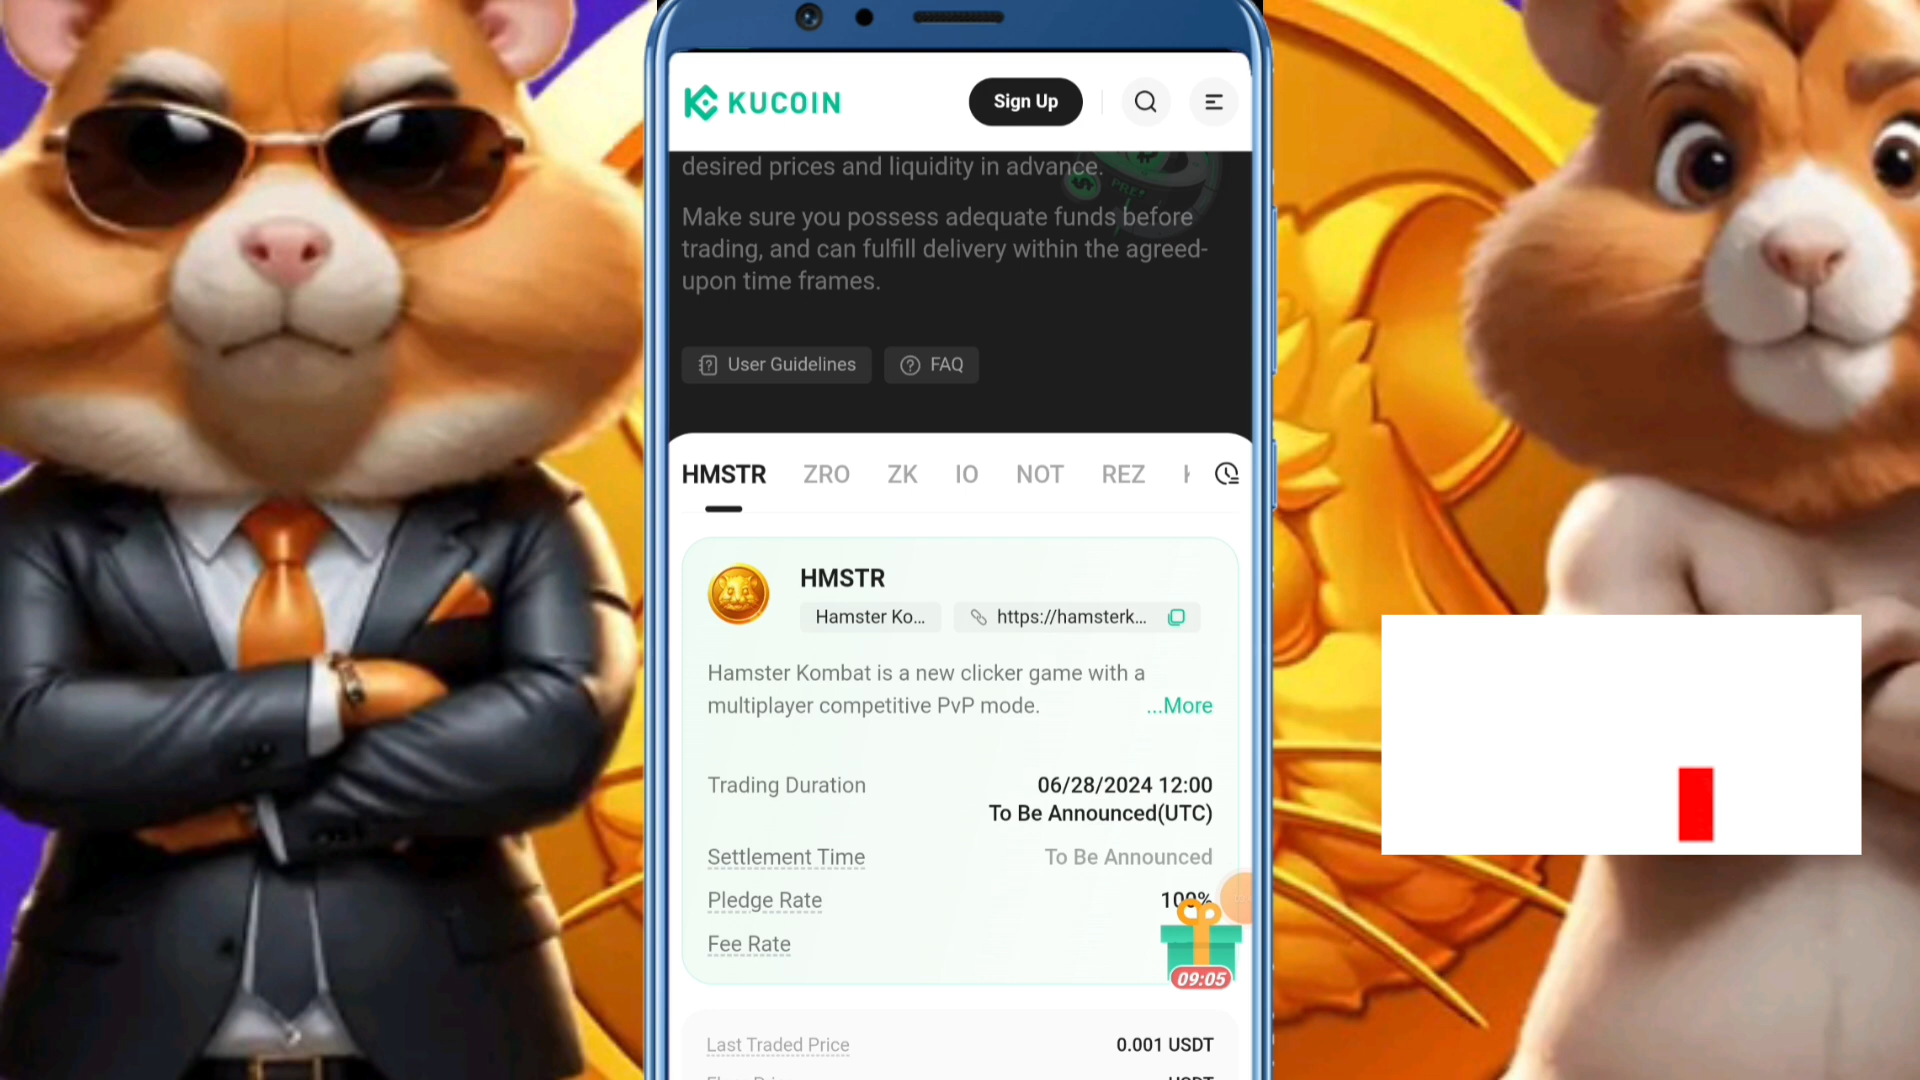 KUCOIN
Sign Up
desired prices and liquidity in advance.
PRE
Make sure you possess adequate funds before
trading, and can fulfill delivery within the agreed-
upon time frames.
User Guidelines
FAQ
HMSTR ZRO ZK IO NOT REZ
HMSTR
Hamster Ko...
https://hamsterk...
Hamster Kombat is a new clicker game with a
multiplayer competitive PvP mode. ...More
Trading Duration 06/28/2024 12:00
To Be Announced(UTC)
Settlement Time To Be Announced
Pledge Rate 100%
Fee Rate
09:05
Last Traded Price 0.001 USDT